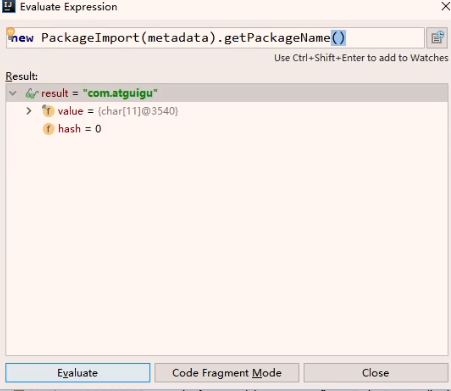 Evaluate Expression
new PackageImport(metadata).getPackageName()
Use Ctrl+Shift+Enter to add to Watches
Result:
result = "com.atguigu"
f value = {char[11]@3540}
f hash = 0
Evaluate Code Fragment Mode Close